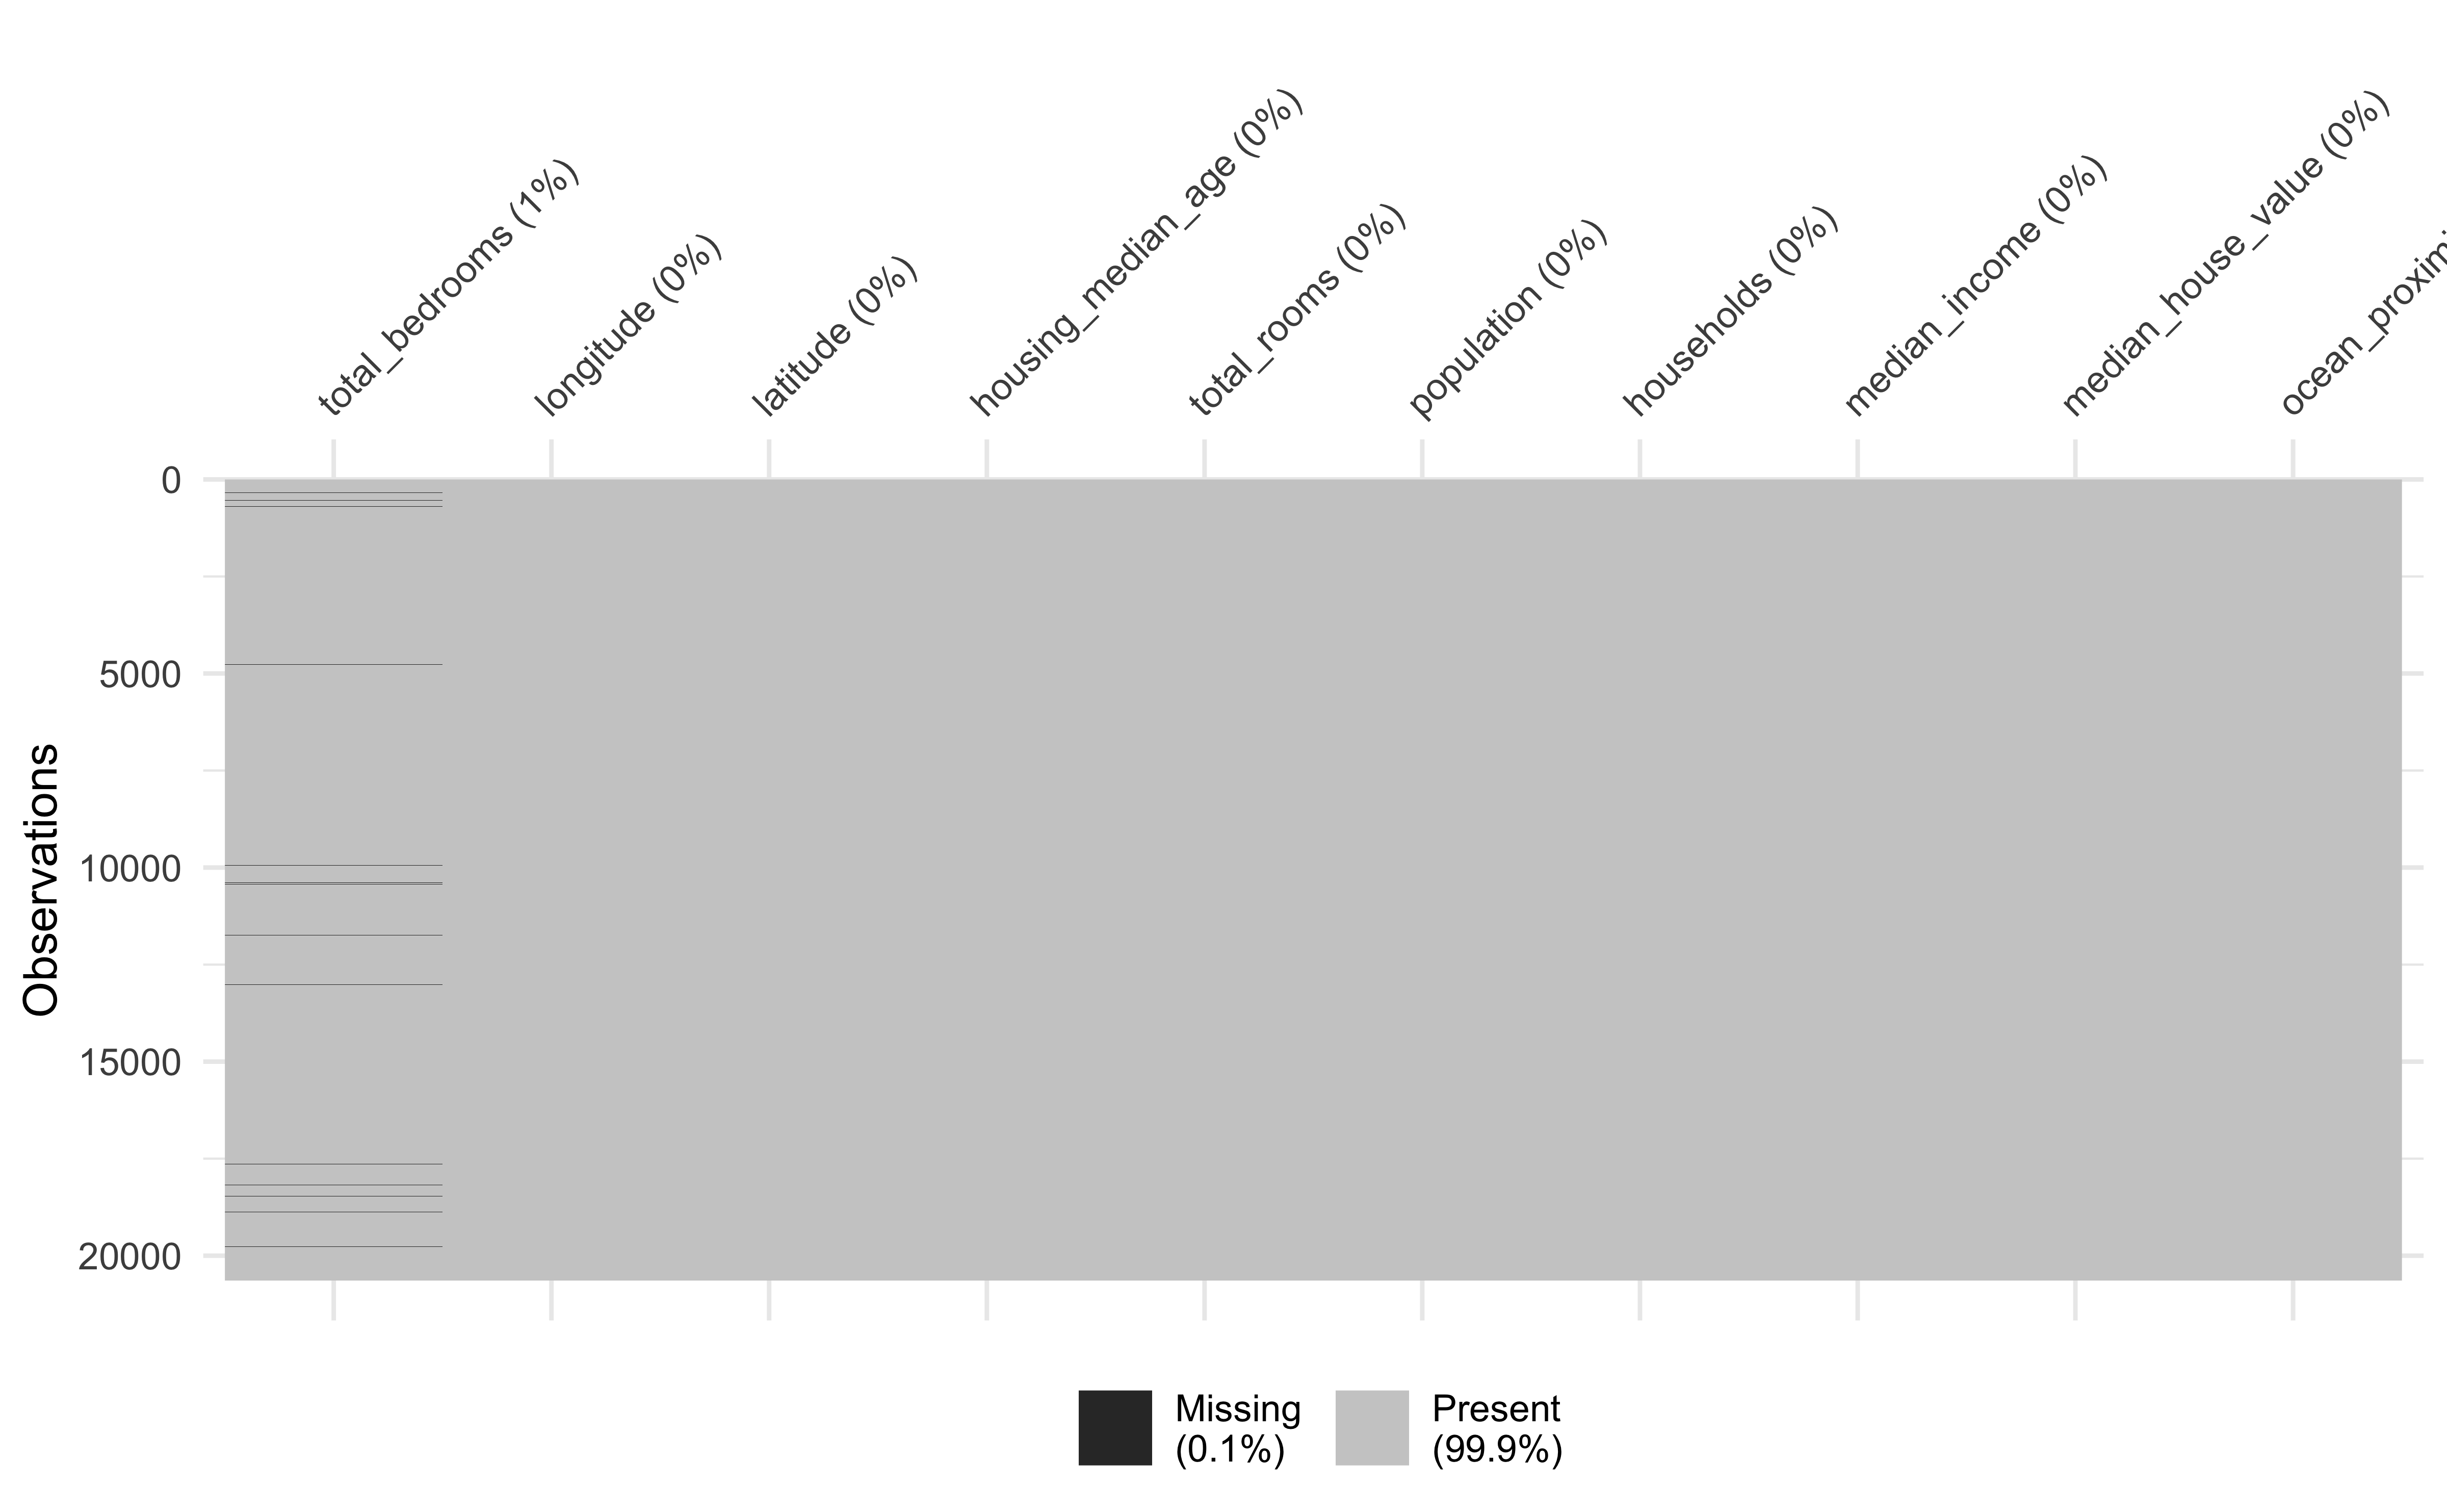 total_bedrooms (1%)
longitude (0%)
latitude (0%)
housing_median_age (0%)
total_rooms (0%)
population (0%)
households (0%)
median_income (0%)
median_house_value (0%)
ocean_proximi
0
5000
10000
15000
20000
Observations
Missing
(0.1%)
Present
(99.9%)